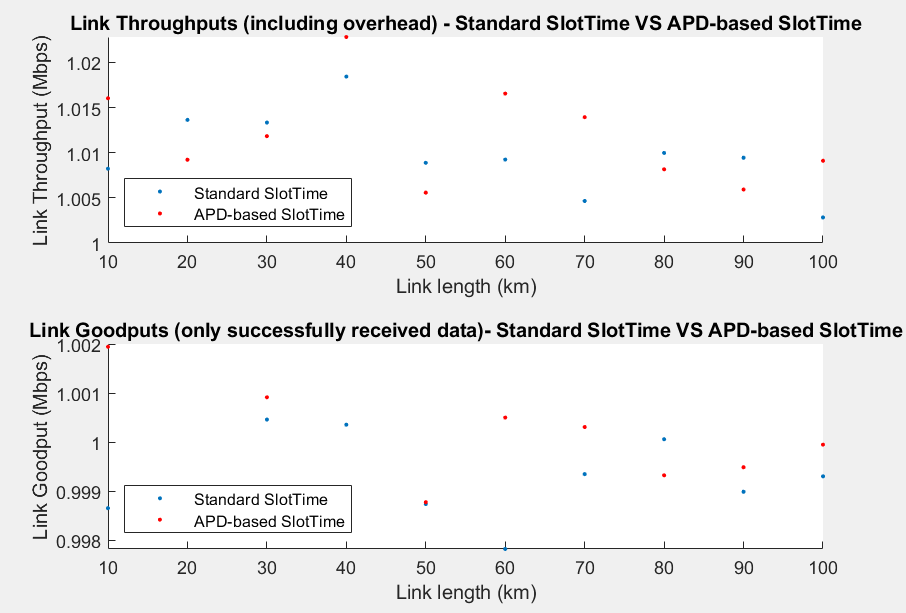 Link Throughputs (including overhead) - Standard SlotTime VS APD-based SlotTime
Link Throughput (Mbps)
1.02
1.015
1.01
1.005
1
Standard SlotTime
APD-based SlotTime
10 20 30 40 50 60 70 80 90 100
Link length (km)
Link Goodputs (only successfully received data)- Standard SlotTime VS APD-based SlotTime
Link Goodput (Mbps)
1.002
1.001
1
0.999
0.998
Standard SlotTime
APD-based SlotTime
10 20 30 40 50 60 70 80 90 100
Link length (km)